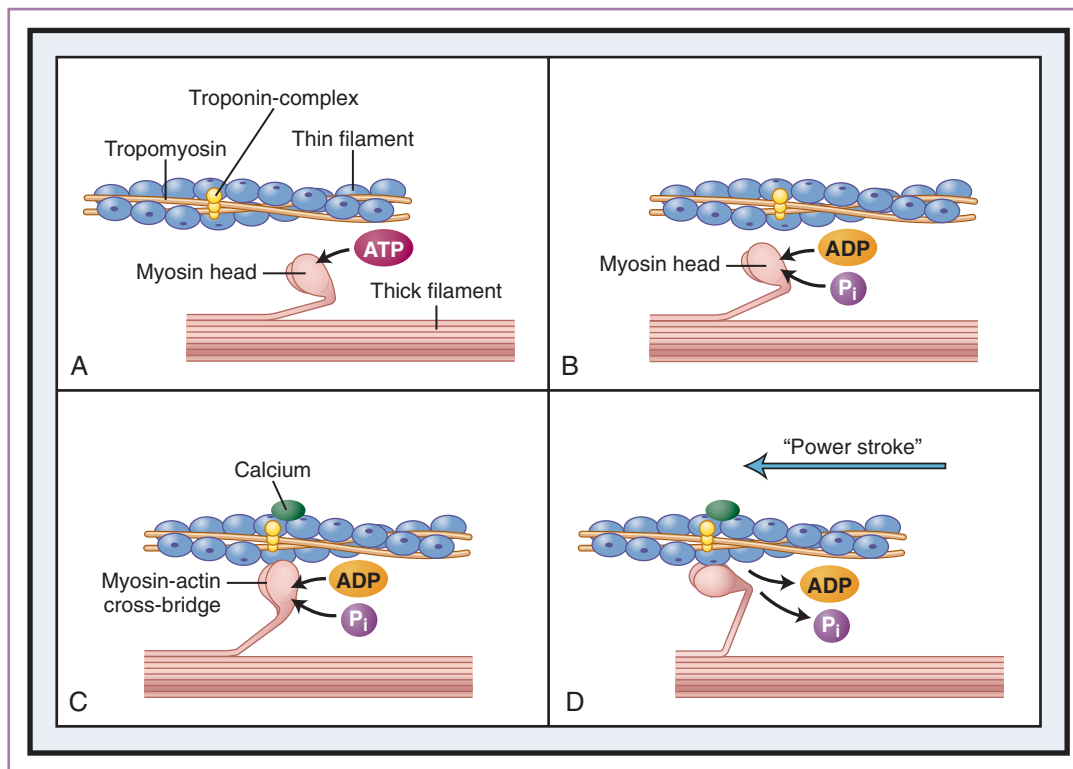 Troponin-complex
Tropomyosin
Thin filament
ATP
Myosin head
Thick filament
A
ADP
Myosin head
Pi
B
Calcium
Myosin-actin
cross-bridge
ADP
Pi
C
“Power stroke”
ADP
Pi
D